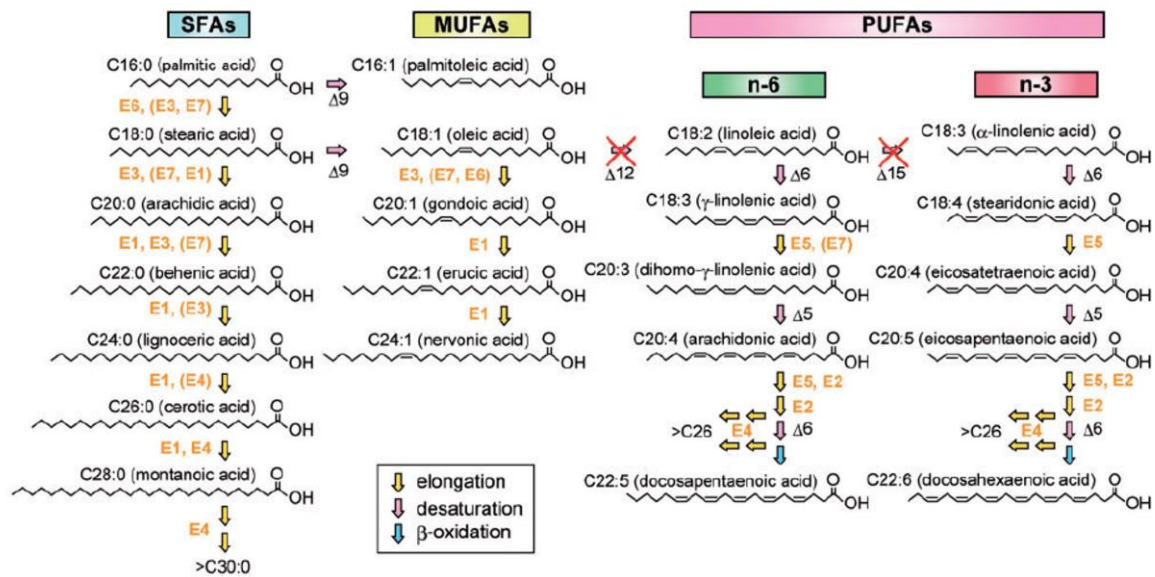 SFAs
MUFAs
PUFAs
n-6
n-3
C16:0 (palmitic acid)
O
OH
E6, (E3, E7)
Δ9
C18:0 (stearic acid)
O
OH
E3, (E7, E1)
Δ9
C20:0 (arachidic acid)
O
OH
E1, E3, (E7)
C22:0 (behenic acid)
O
OH
E1, (E3)
C24:0 (lignoceric acid)
O
OH
E1, (E4)
C26:0 (cerotic acid)
O
OH
E1, E4
C28:0 (montanoic acid)
O
OH
E4
>C30:0
C16:1 (palmitoleic acid)
O
OH
C18:1 (oleic acid)
O
OH
E3, (E7, E6)
Δ12
C20:1 (gondoic acid)
O
OH
E1
C22:1 (erucic acid)
O
OH
E1
C24:1 (nervonic acid)
O
OH
C18:2 (linoleic acid)
O
OH
Δ6
Δ15
C18:3 (γ-linolenic acid)
O
OH
E5, (E7)
C20:3 (dihomo-γ-linolenic acid)
O
OH
Δ5
C20:4 (arachidonic acid)
O
OH
E5, E2
E2
>C26
E4
Δ6
C22:5 (docosapentaenoic acid)
O
OH
C18:3 (α-linolenic acid)
O
OH
Δ6
C18:4 (stearidonic acid)
O
OH
E5
C20:4 (eicosatetraenoic acid)
O
OH
Δ5
C20:5 (eicosapentaenoic acid)
O
OH
E5, E2
E2
>C26
E4
Δ6
C22:6 (docosahexaenoic acid)
O
OH
elongation
desaturation
β-oxidation